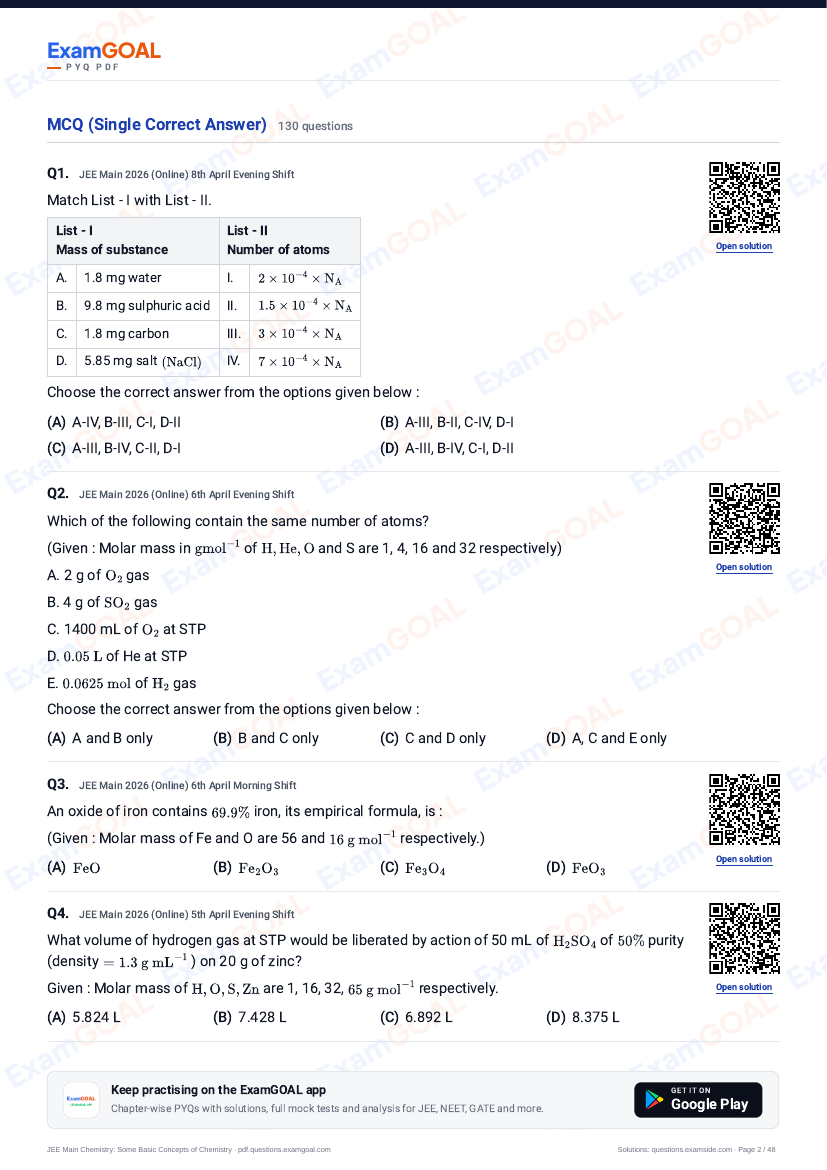 ExamGOAL
PYQ PDF
MCQ (Single Correct Answer) 130 questions
Q1. JEE Main 2026 (Online) 8th April Evening Shift
Open solution
Match List - I with List - II.
List - I
Mass of substance
List - II
Number of atoms
A. 1.8 mg water I. 2 × 10⁻⁴ × N_A
B. 9.8 mg sulphuric acid II. 1.5 × 10⁻⁴ × N_A
C. 1.8 mg carbon III. 3 × 10⁻⁴ × N_A
D. 5.85 mg salt (NaCl) IV. 7 × 10⁻⁴ × N_A
Choose the correct answer from the options given below :
(A) A-IV, B-III, C-I, D-II (B) A-III, B-II, C-IV, D-I
(C) A-III, B-IV, C-II, D-I (D) A-III, B-IV, C-I, D-II
Q2. JEE Main 2026 (Online) 6th April Evening Shift
Open solution
Which of the following contain the same number of atoms?
(Given : Molar mass in gmol⁻¹ of H, He, O and S are 1, 4, 16 and 32 respectively)
A. 2 g of O₂ gas
B. 4 g of SO₂ gas
C. 1400 mL of O₂ at STP
D. 0.05 L of He at STP
E. 0.0625 mol of H₂ gas
Choose the correct answer from the options given below :
(A) A and B only (B) B and C only (C) C and D only (D) A, C and E only
Q3. JEE Main 2026 (Online) 6th April Morning Shift
Open solution
An oxide of iron contains 69.9% iron, its empirical formula, is :
(Given : Molar mass of Fe and O are 56 and 16 g mol⁻¹ respectively.)
(A) FeO (B) Fe₂O₃ (C) Fe₃O₄ (D) FeO₃
Q4. JEE Main 2026 (Online) 5th April Evening Shift
Open solution
What volume of hydrogen gas at STP would be liberated by action of 50 mL of H₂SO₄ of 50% purity
(density = 1.3 g mL⁻¹ ) on 20 g of zinc?
Given : Molar mass of H, O, S, Zn are 1, 16, 32, 65 g mol⁻¹ respectively.
(A) 5.824 L (B) 7.428 L (C) 6.892 L (D) 8.375 L
Keep practising on the ExamGOAL app
Chapter-wise PYQs with solutions, full mock tests and analysis for JEE, NEET, GATE and more.
GET IT ON
Google Play
JEE Main Chemistry: Some Basic Concepts of Chemistry · pdf.questions.examgoal.com
Solutions: questions.examside.com · Page 2 / 48